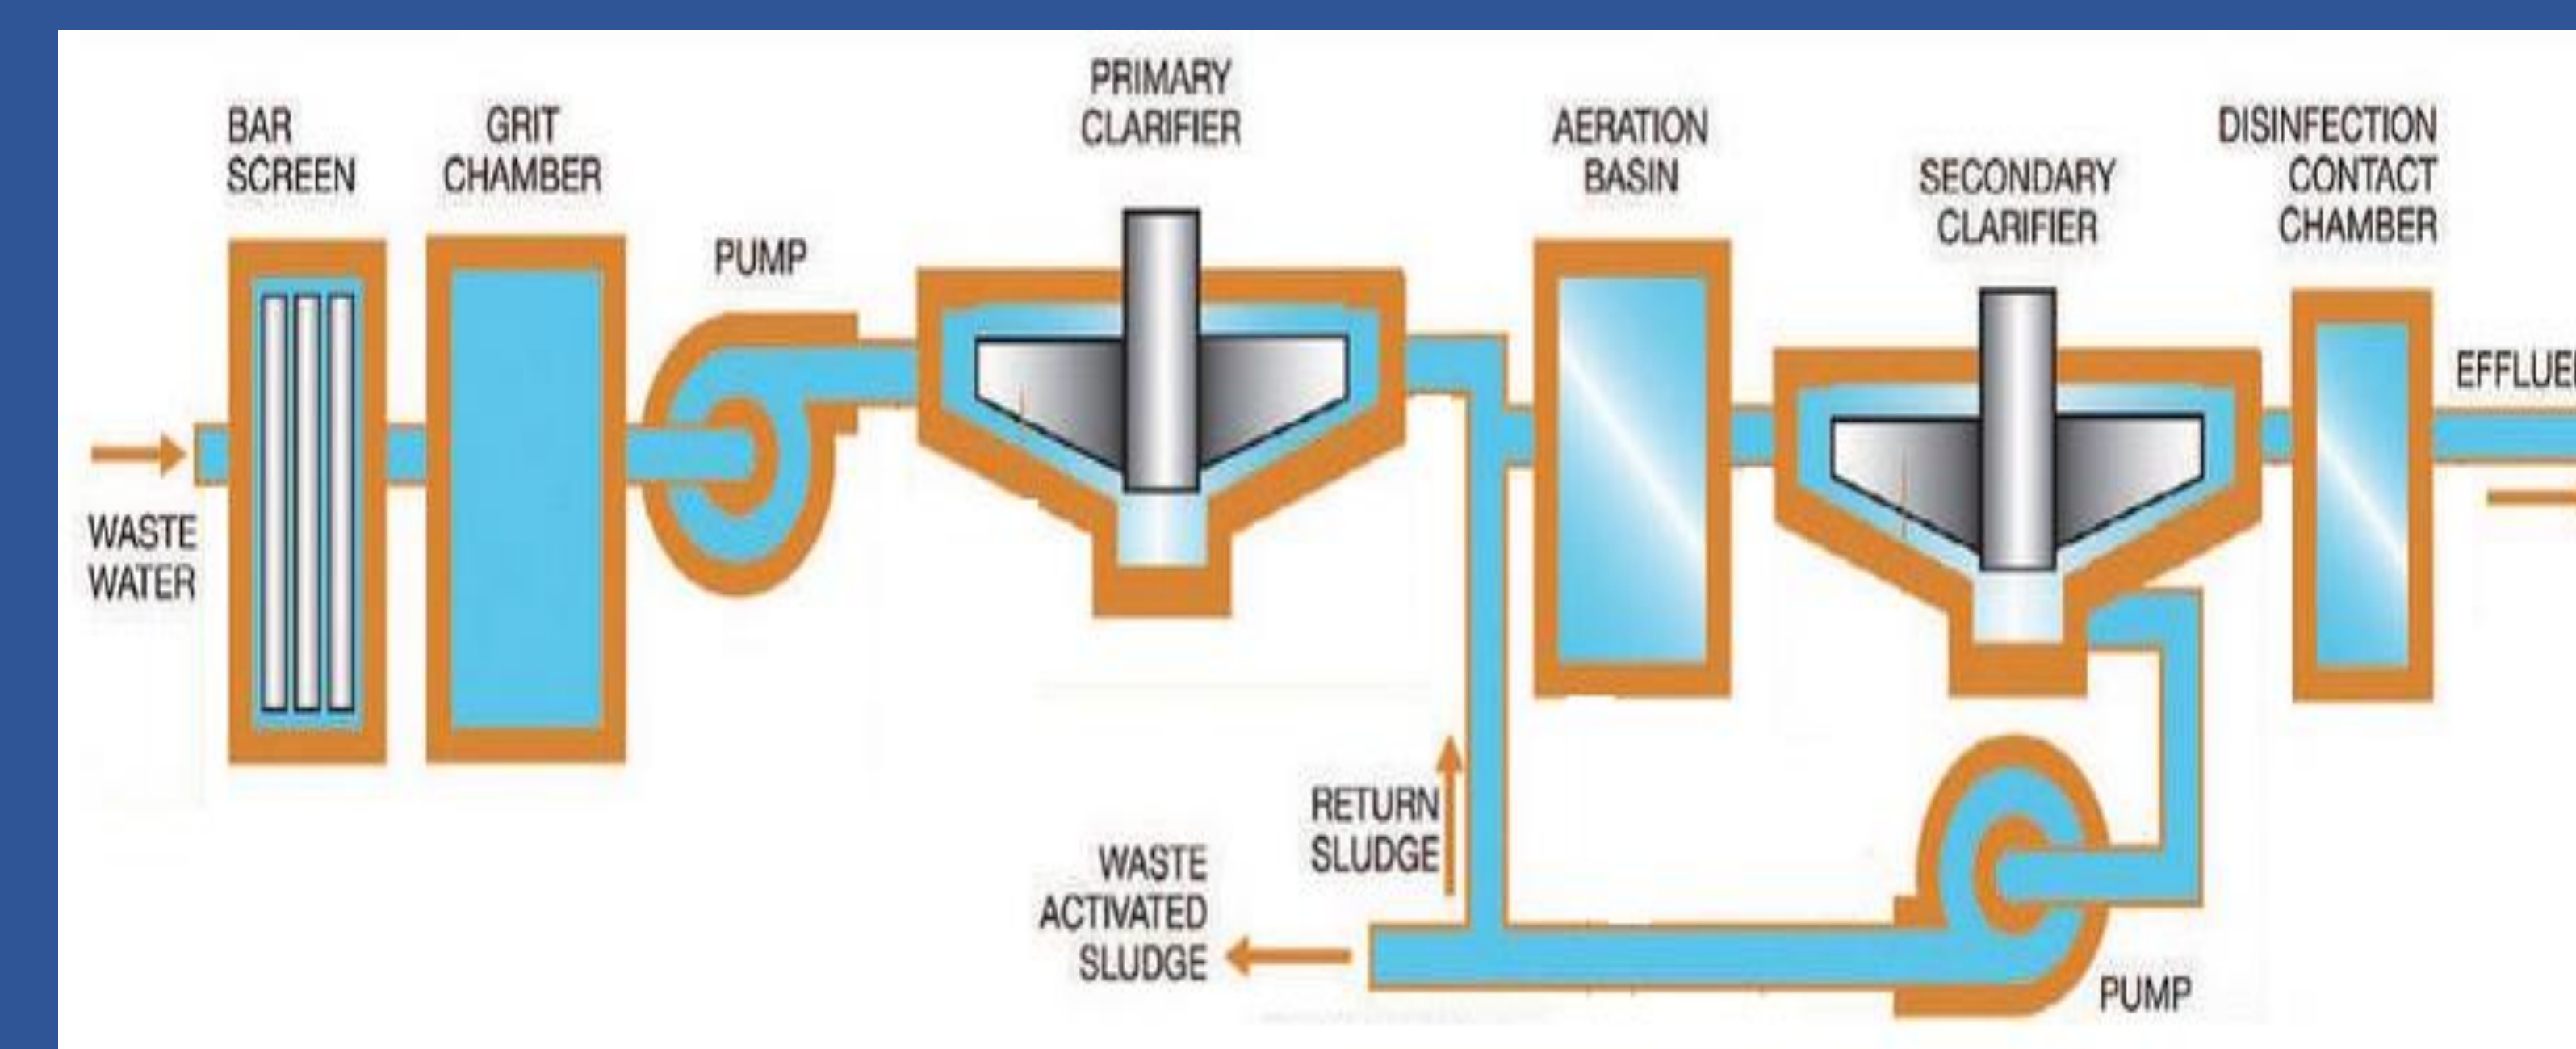 BAR
SCREEN
GRIT
CHAMBER
PUMP
PRIMARY
CLARIFIER
AERATION
BASIN
SECONDARY
CLARIFIER
DISINFECTION
CONTACT
CHAMBER
EFFLUE
WASTE
WATER
RETURN
SLUDGE
WASTE
ACTIVATED
SLUDGE
PUMP